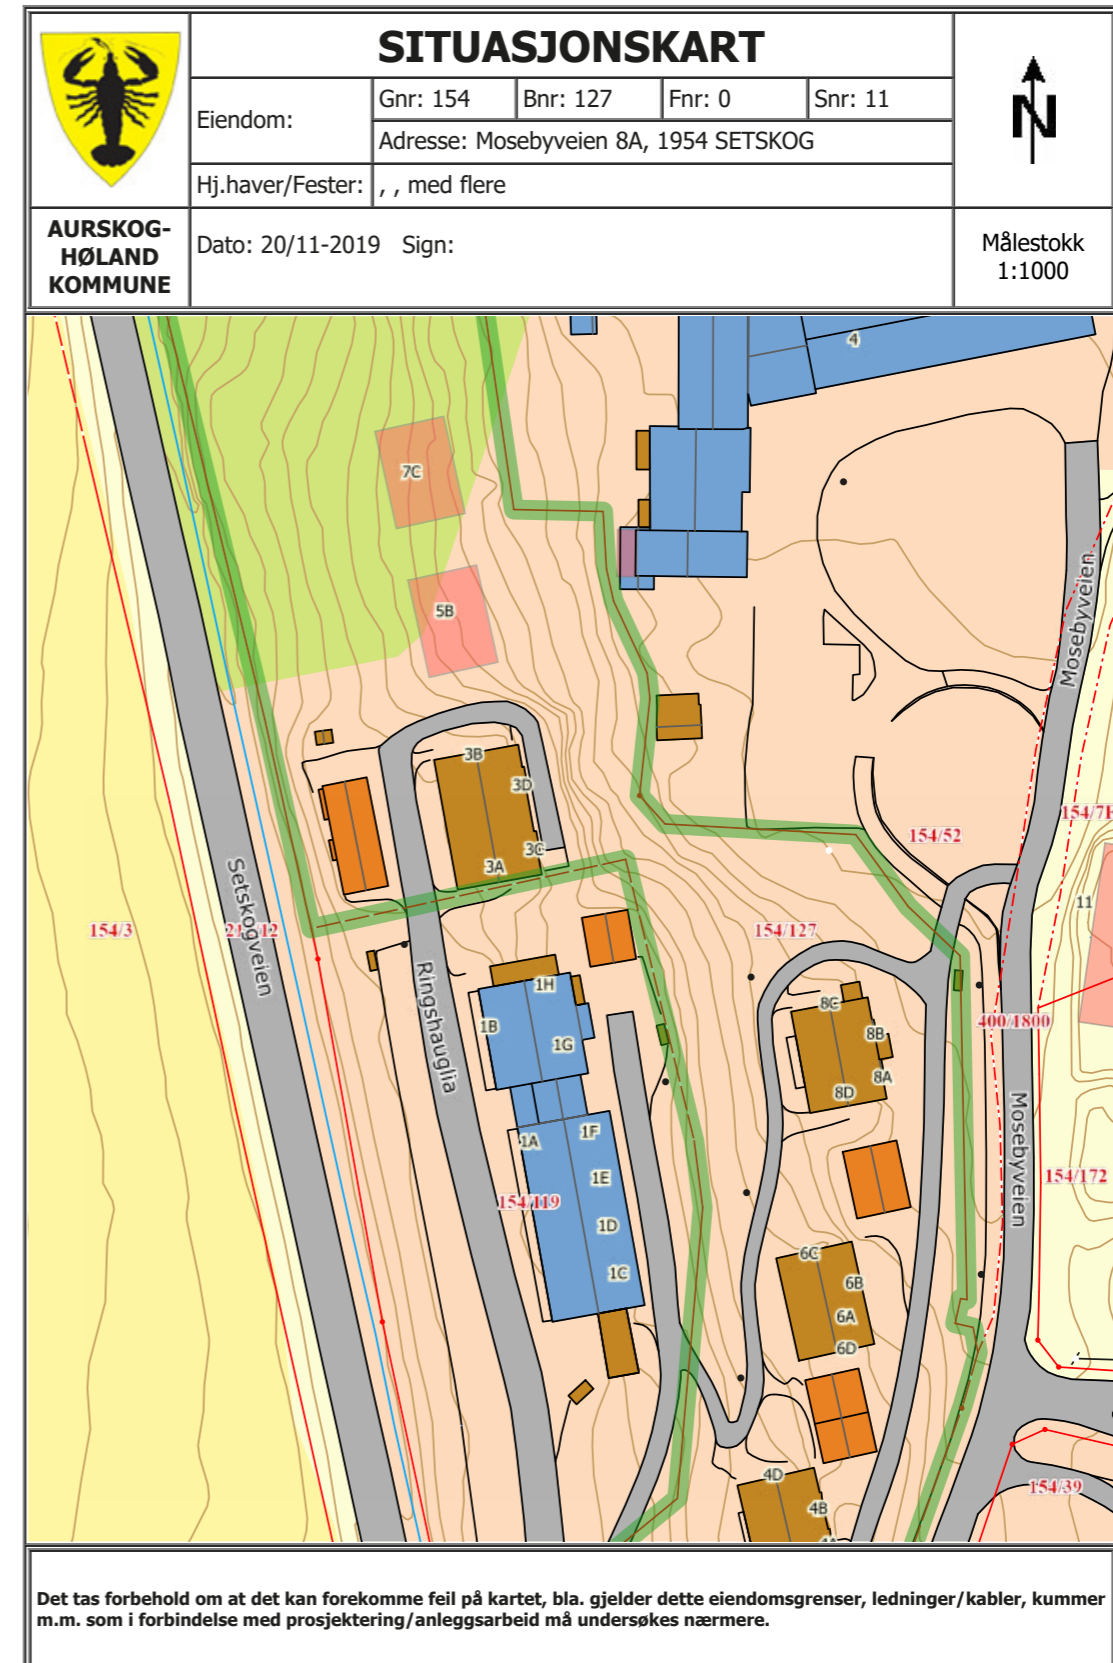 SITUASJONSKART
Eiendom:
Gnr: 154
Bnr: 127
Fnr: 0
Snr: 11
Adresse: Mosebyveien 8A, 1954 SETSKOG
Hj.haver/Fester:
, , med flere
N
AURSKOG-
HØLAND
KOMMUNE
Dato: 20/11-2019 Sign:
Målestokk
1:1000
4
7C
5B
Mosebyveien
3B
3D
3C
3A
154/52
11
154/3
Setskogveien
154/127
Ringshauglia
1H
1B
1G
8C
8B
8A
8D
400/1800
1A
1F
1E
1D
1C
154/119
Mosebyveien
154/172
6C
6B
6A
6D
4D
4B
154/39
Det tas forbehold om at det kan forekomme feil på kartet, bla. gjelder dette eiendomsgrenser, ledninger/kabler, kummer
m.m. som i forbindelse med prosjektering/anleggsarbeid må undersøkes nærmere.